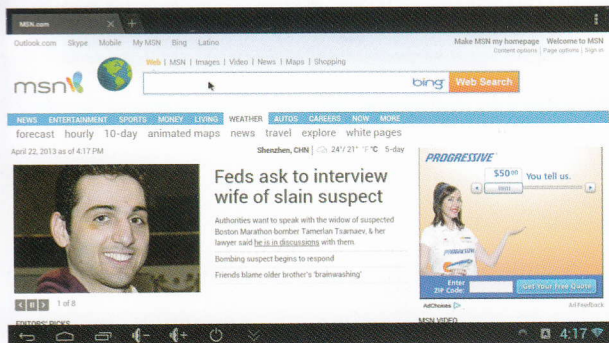 MSN.com
Outlook.com Skype Mobile My MSN Bing Latino
Make MSN my homepage Welcome to MSN
Content options | Page options | Sign in
Web | MSN | Images | Video | News | Maps | Shopping
msn
bing Web Search
NEWS ENTERTAINMENT SPORTS MONEY LIVING WEATHER AUTOS CAREERS NOW MORE
forecast hourly 10-day animated maps news travel explore white pages
April 22, 2013 as of 4:17 PM
Shenzhen, CHN | 24°/ 21° °F °C 5-day
Feds ask to interview
wife of slain suspect
Authorities want to speak with the widow of suspected
Boston Marathon bomber Tamerlan Tsarnaev, & her
lawyer said he is in discussions with them
Bombing suspect begins to respond
Friends blame older brother's 'brainwashing'
1 of 8
EDITORS' PICKS
PROGRESSIVE
$50.00 You tell us.
Enter
ZIP Code:
Get Your Free Quote
AdChoices
Ad Feedback
MSN VIDEO
4:17